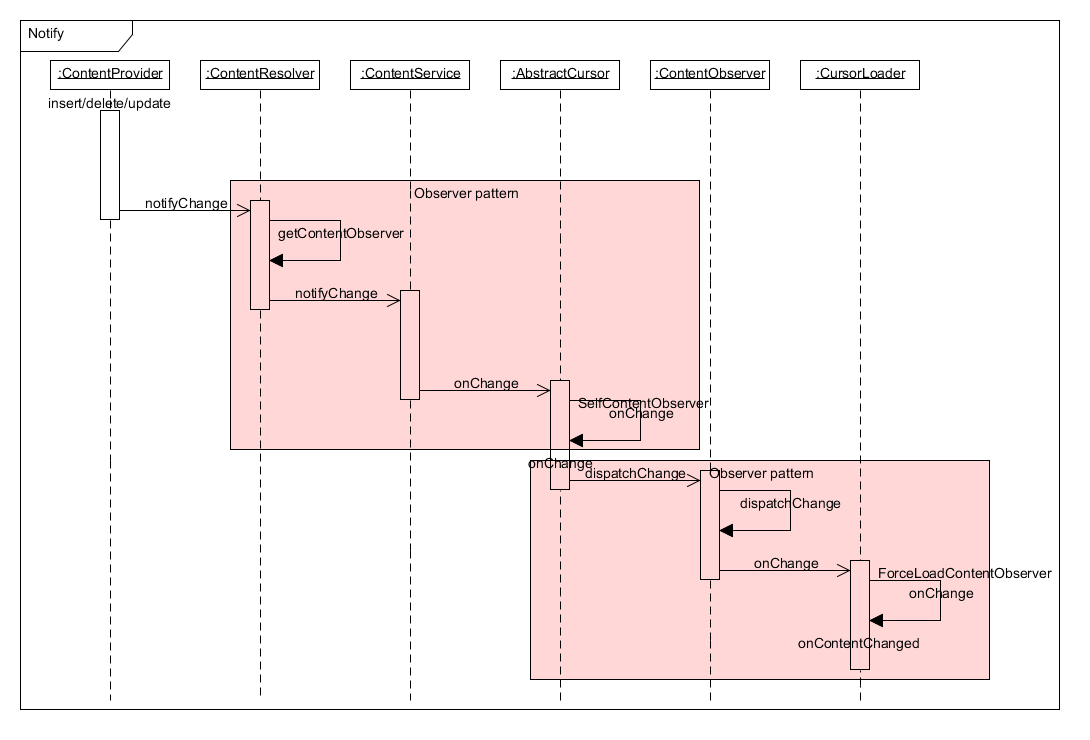 Notify
:ContentProvider
:ContentResolver
:ContentService
:AbstractCursor
:ContentObserver
:CursorLoader
insert/delete/update
Observer pattern
notifyChange
getContentObserver
notifyChange
onChange
SelfContentObserver
onChange
onChange
dispatchChange
Observer pattern
dispatchChange
onChange
ForceLoadContentObserver
onChange
onContentChanged